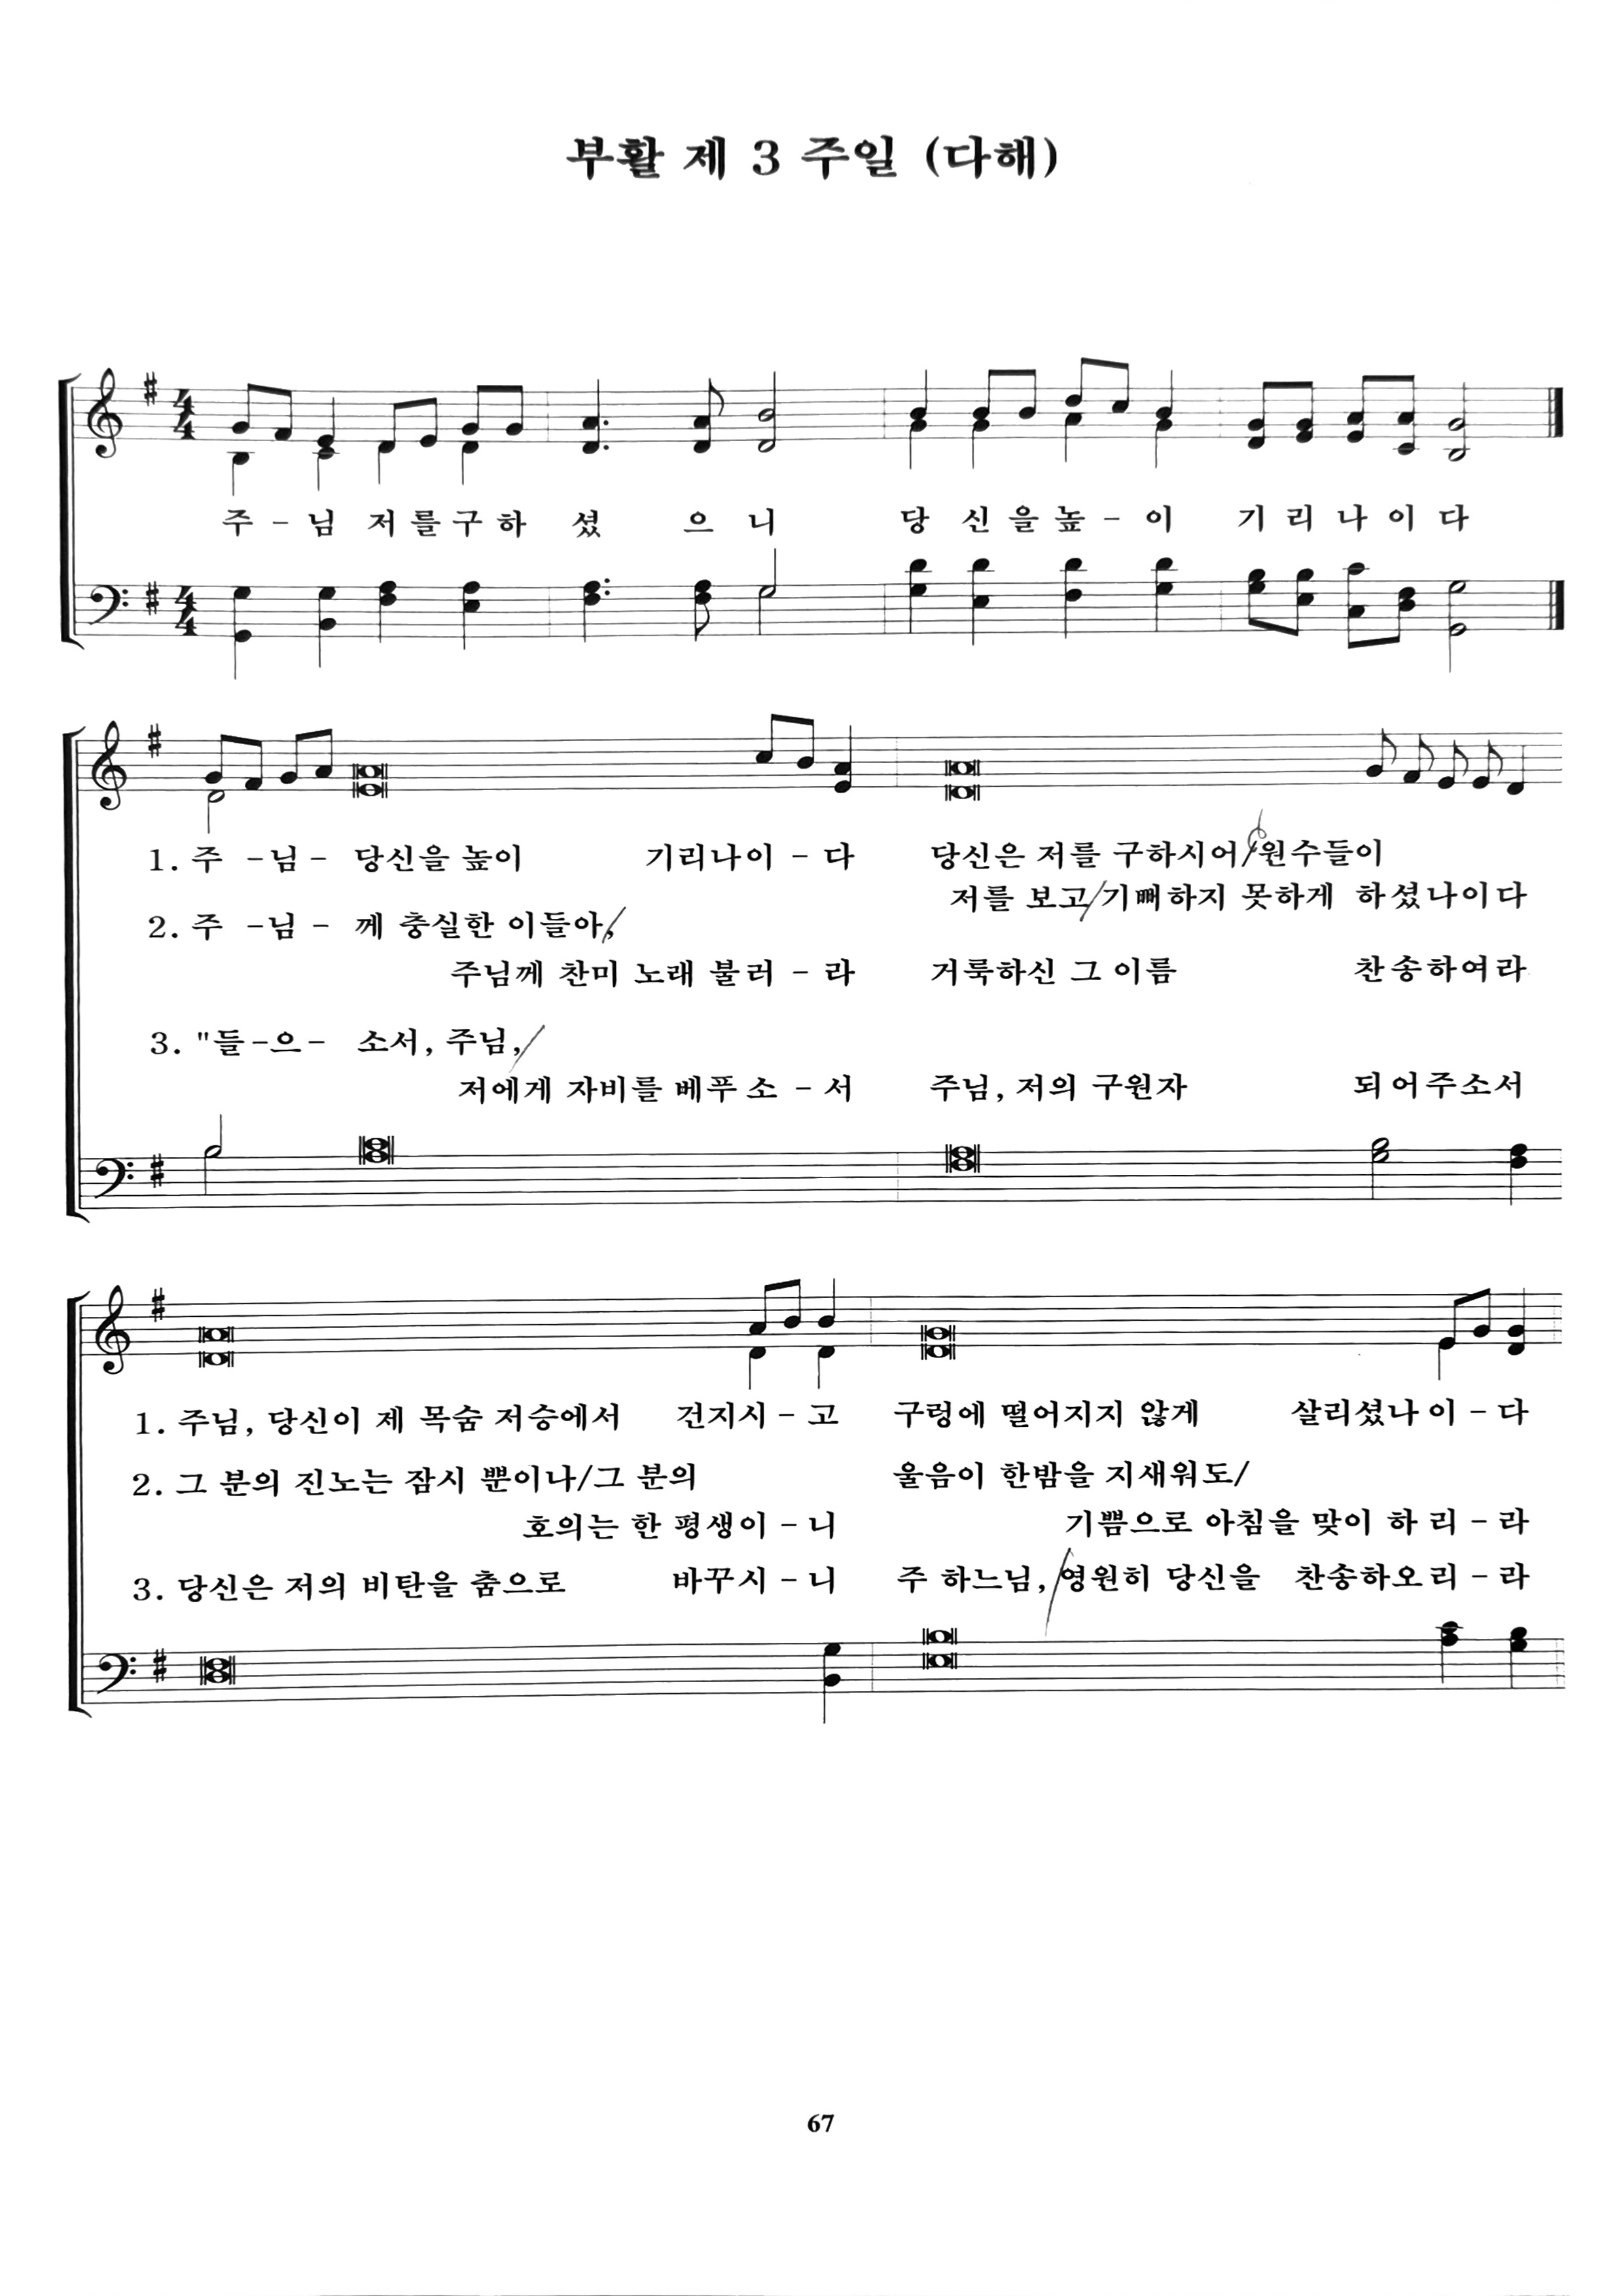 부활 제 3 주일 (다해)
4/4
주 - 님 저 를 구 하 셨 으 니 당 신 을 높 - 이 기 리 나 이 다
4/4
1. 주 - 님 - 당신을 높이 기리나이 - 다 당신은 저를 구하시어/원수들이
저를 보고/기뻐하지 못하게 하셨나이다
2. 주 - 님 - 께 충실한 이들아,/
주님께 찬미 노래 불러 - 라 거룩하신 그 이름 찬송하여라
3. "들-으- 소서, 주님,/
저에게 자비를 베푸소 - 서 주님, 저의 구원자 되어주소서
1. 주님, 당신이 제 목숨 저승에서 건지시 - 고 구렁에 떨어지지 않게 살리셨나이 - 다
2. 그 분의 진노는 잠시 뿐이나/그 분의 울음이 한밤을 지새워도/
호의는 한 평생이 - 니 기쁨으로 아침을 맞이 하리 - 라
3. 당신은 저의 비탄을 춤으로 바꾸시 - 니 주 하느님,/영원히 당신을 찬송하오리 - 라
67